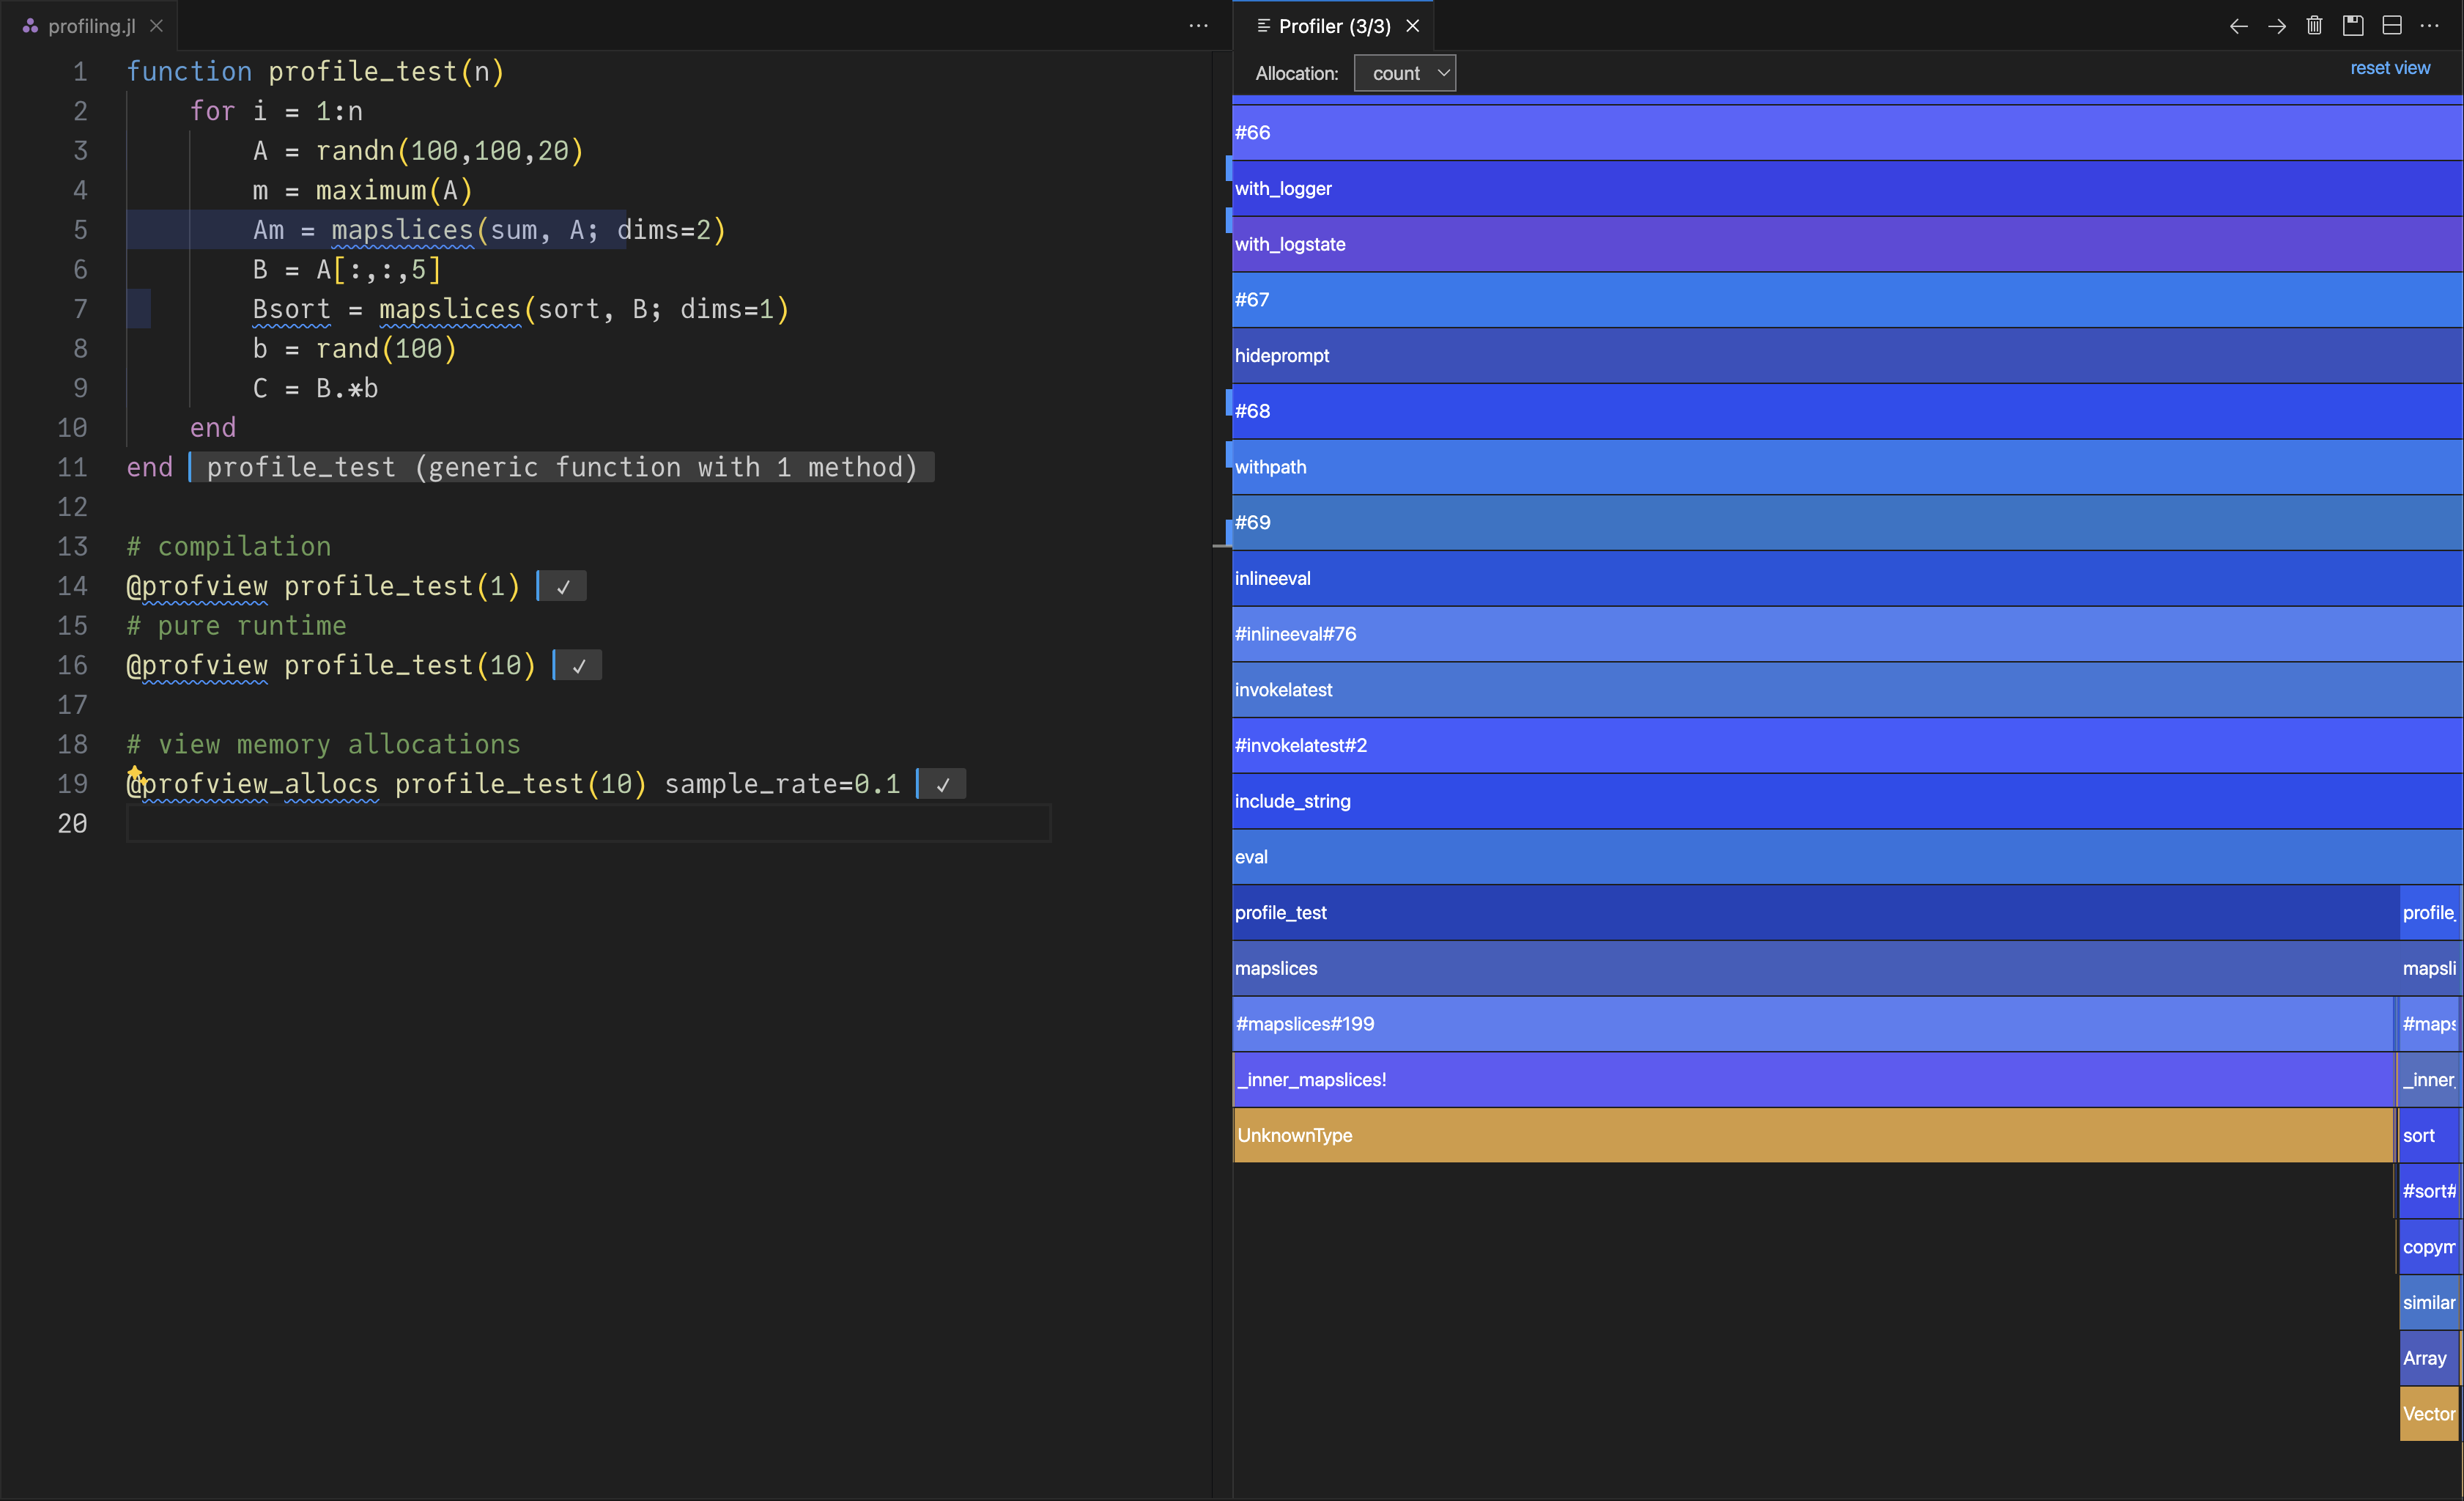 profiling.jl
1 function profile_test(n)
2 for i = 1:n
3 A = randn(100,100,20)
4 m = maximum(A)
5 Am = mapslices(sum, A; dims=2)
6 B = A[:,:,5]
7 Bsort = mapslices(sort, B; dims=1)
8 b = rand(100)
9 C = B.*b
10 end
11 end profile_test (generic function with 1 method)
12
13 # compilation
14 @profview profile_test(1) ✓
15 # pure runtime
16 @profview profile_test(10) ✓
17
18 # view memory allocations
19 @profview_allocs profile_test(10) sample_rate=0.1 ✓
20
Profiler (3/3)
Allocation: count
reset view
#66
with_logger
with_logstate
#67
hideprompt
#68
withpath
#69
inlineeval
#inlineeval#76
invokelatest
#invokelatest#2
include_string
eval
profile_test profile_
mapslices mapsli
#mapslices#199 #maps
_inner_mapslices! _inner_
UnknownType sort
#sort#
copym
similar
Array
Vector